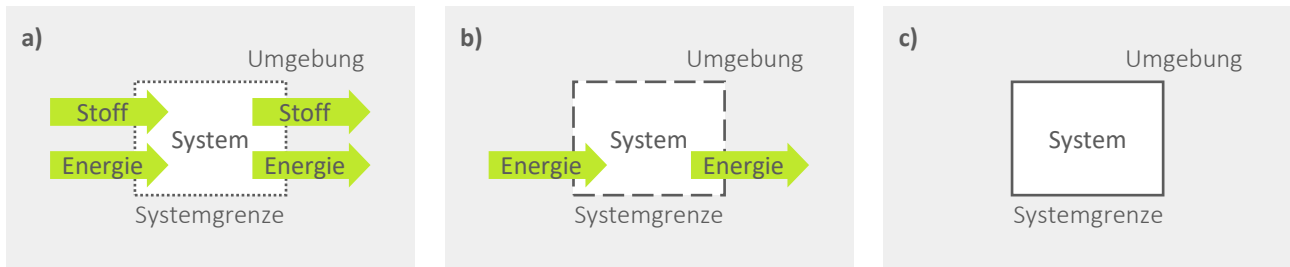 a)
Umgebung
Stoff
Stoff
System
Energie
Energie
Systemgrenze
b)
Umgebung
System
Energie
Energie
Systemgrenze
c)
Umgebung
System
Systemgrenze